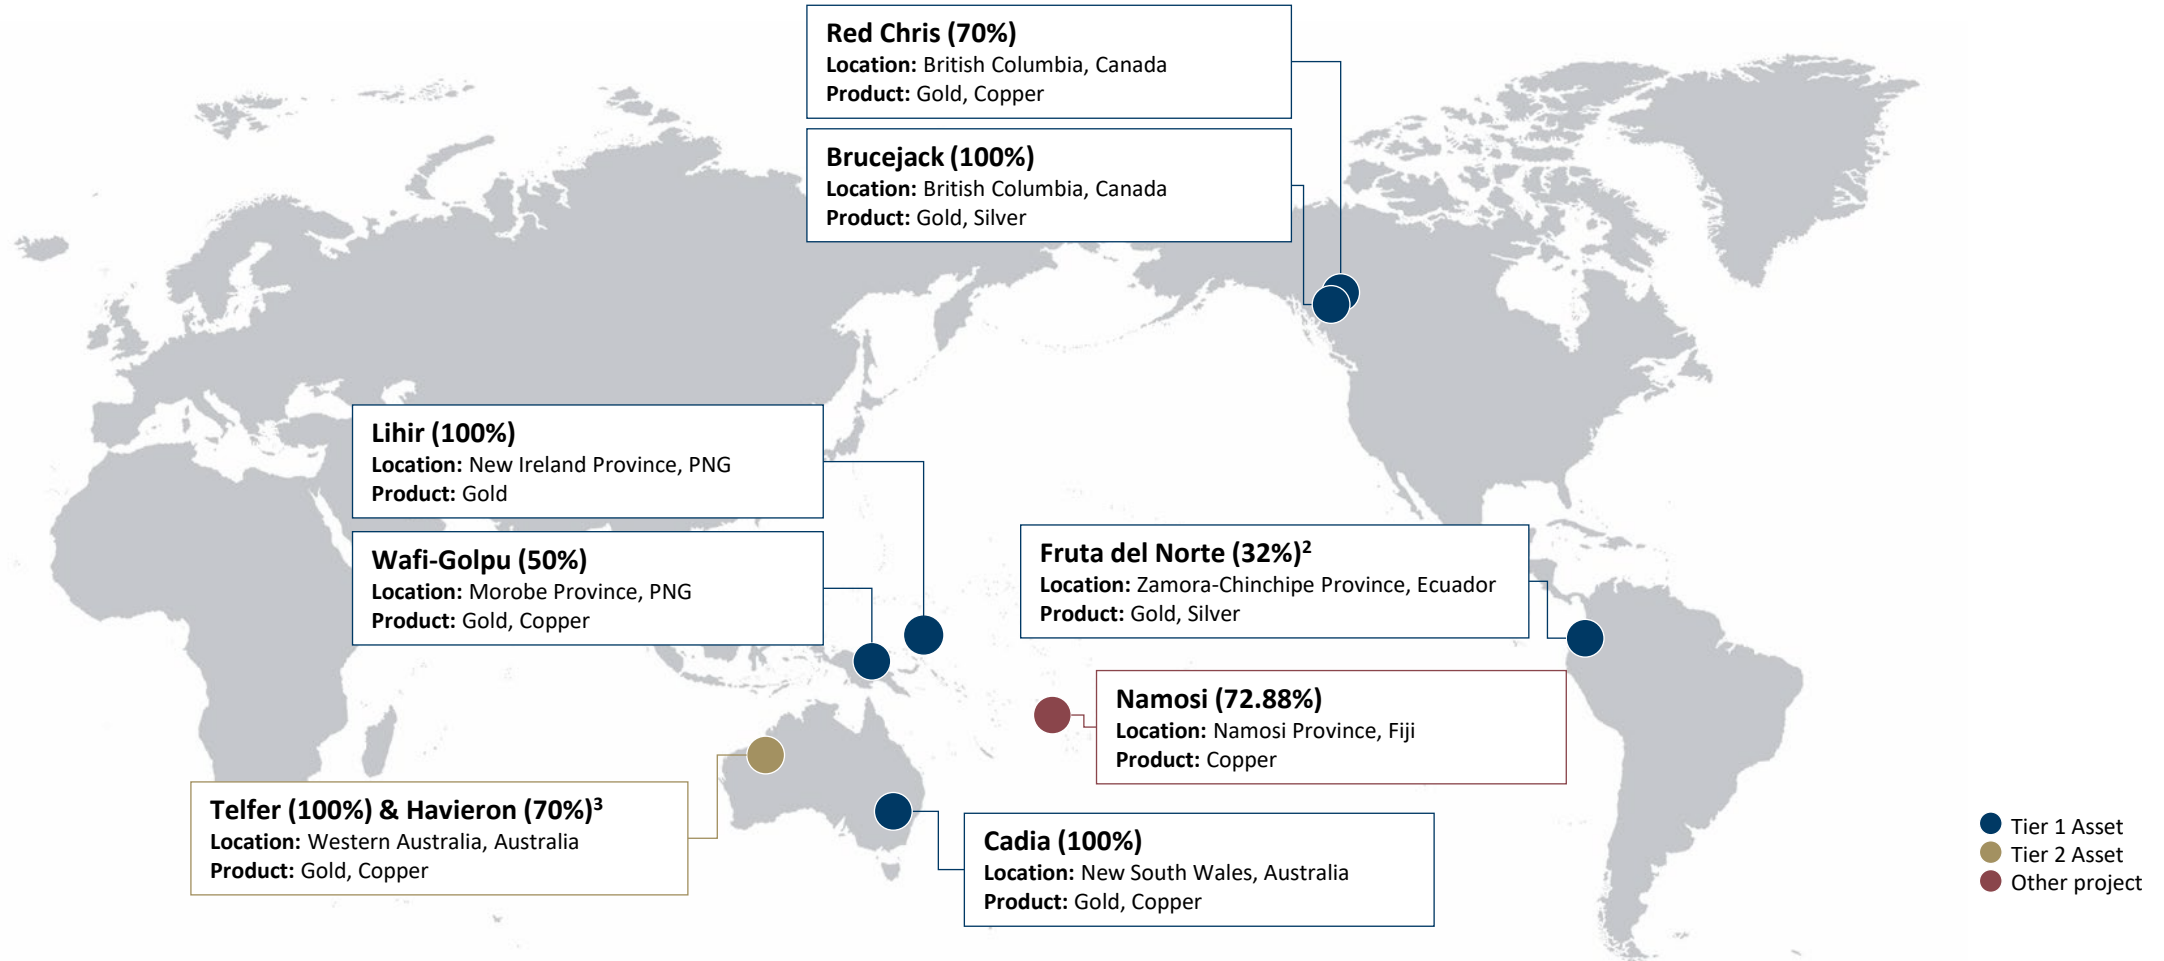 Red Chris (70%)
Location: British Columbia, Canada
Product: Gold, Copper
Brucejack (100%)
Location: British Columbia, Canada
Product: Gold, Silver
Lihir (100%)
Location: New Ireland Province, PNG
Product: Gold
Wafi-Golpu (50%)
Location: Morobe Province, PNG
Product: Gold, Copper
Fruta del Norte (32%)²
Location: Zamora-Chinchipe Province, Ecuador
Product: Gold, Silver
Namosi (72.88%)
Location: Namosi Province, Fiji
Product: Copper
Telfer (100%) & Havieron (70%)³
Location: Western Australia, Australia
Product: Gold, Copper
Cadia (100%)
Location: New South Wales, Australia
Product: Gold, Copper
Tier 1 Asset
Tier 2 Asset
Other project